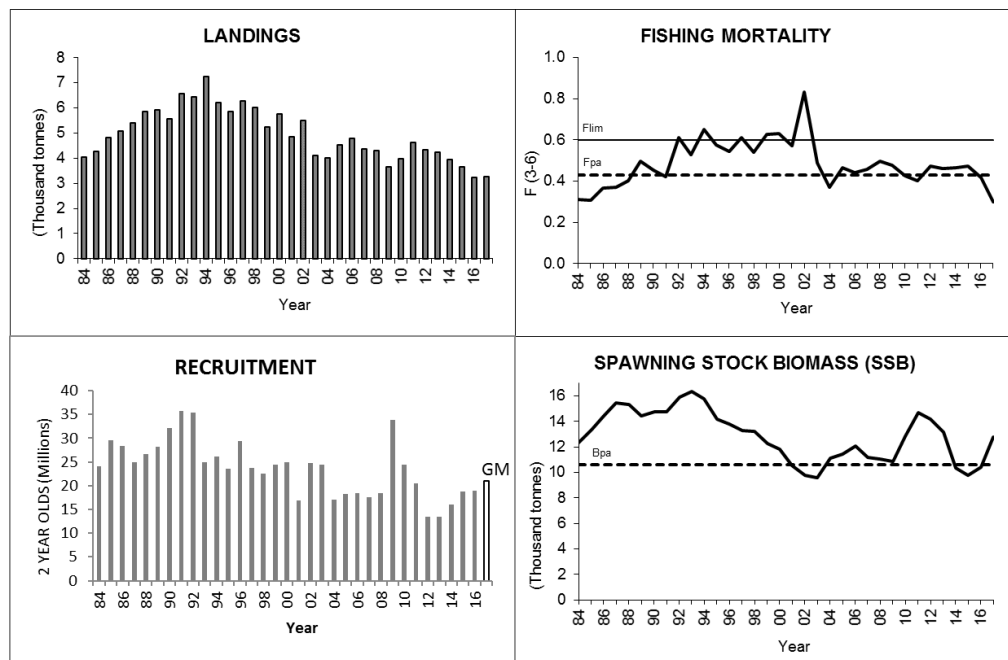 LANDINGS
(Thousand tonnes)
8
7
6
5
4
3
2
1
0
84 86 88 90 92 94 96 98 00 02 04 06 08 10 12 14 16
Year
FISHING MORTALITY
F (3-6)
1.0
0.8
0.6
0.4
0.2
0.0
Flim
Fpa
84 86 88 90 92 94 96 98 00 02 04 06 08 10 12 14 16
Year
RECRUITMENT
2 YEAR OLDS (Millions)
40
35
30
25
20
15
10
5
0
GM
84 86 88 90 92 94 96 98 00 02 04 06 08 10 12 14 16
Year
SPAWNING STOCK BIOMASS (SSB)
(Thousand tonnes)
16
14
12
10
8
6
4
2
0
Bpa
84 86 88 90 92 94 96 98 00 02 04 06 08 10 12 14 16
Year